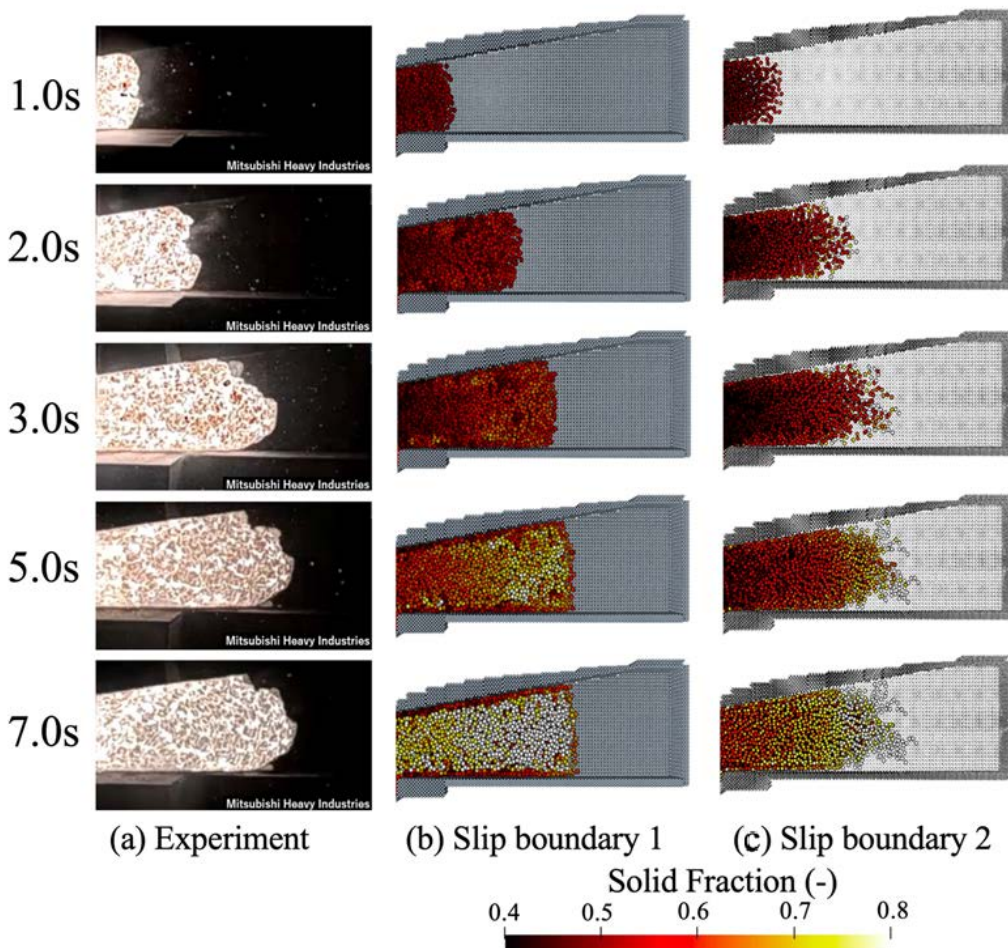 1.0s
Mitsubishi Heavy Industries
2.0s
Mitsubishi Heavy Industries
3.0s
Mitsubishi Heavy Industries
5.0s
Mitsubishi Heavy Industries
7.0s
Mitsubishi Heavy Industries
(a) Experiment (b) Slip boundary 1 (c) Slip boundary 2
Solid Fraction (-)
0.4 0.5 0.6 0.7 0.8